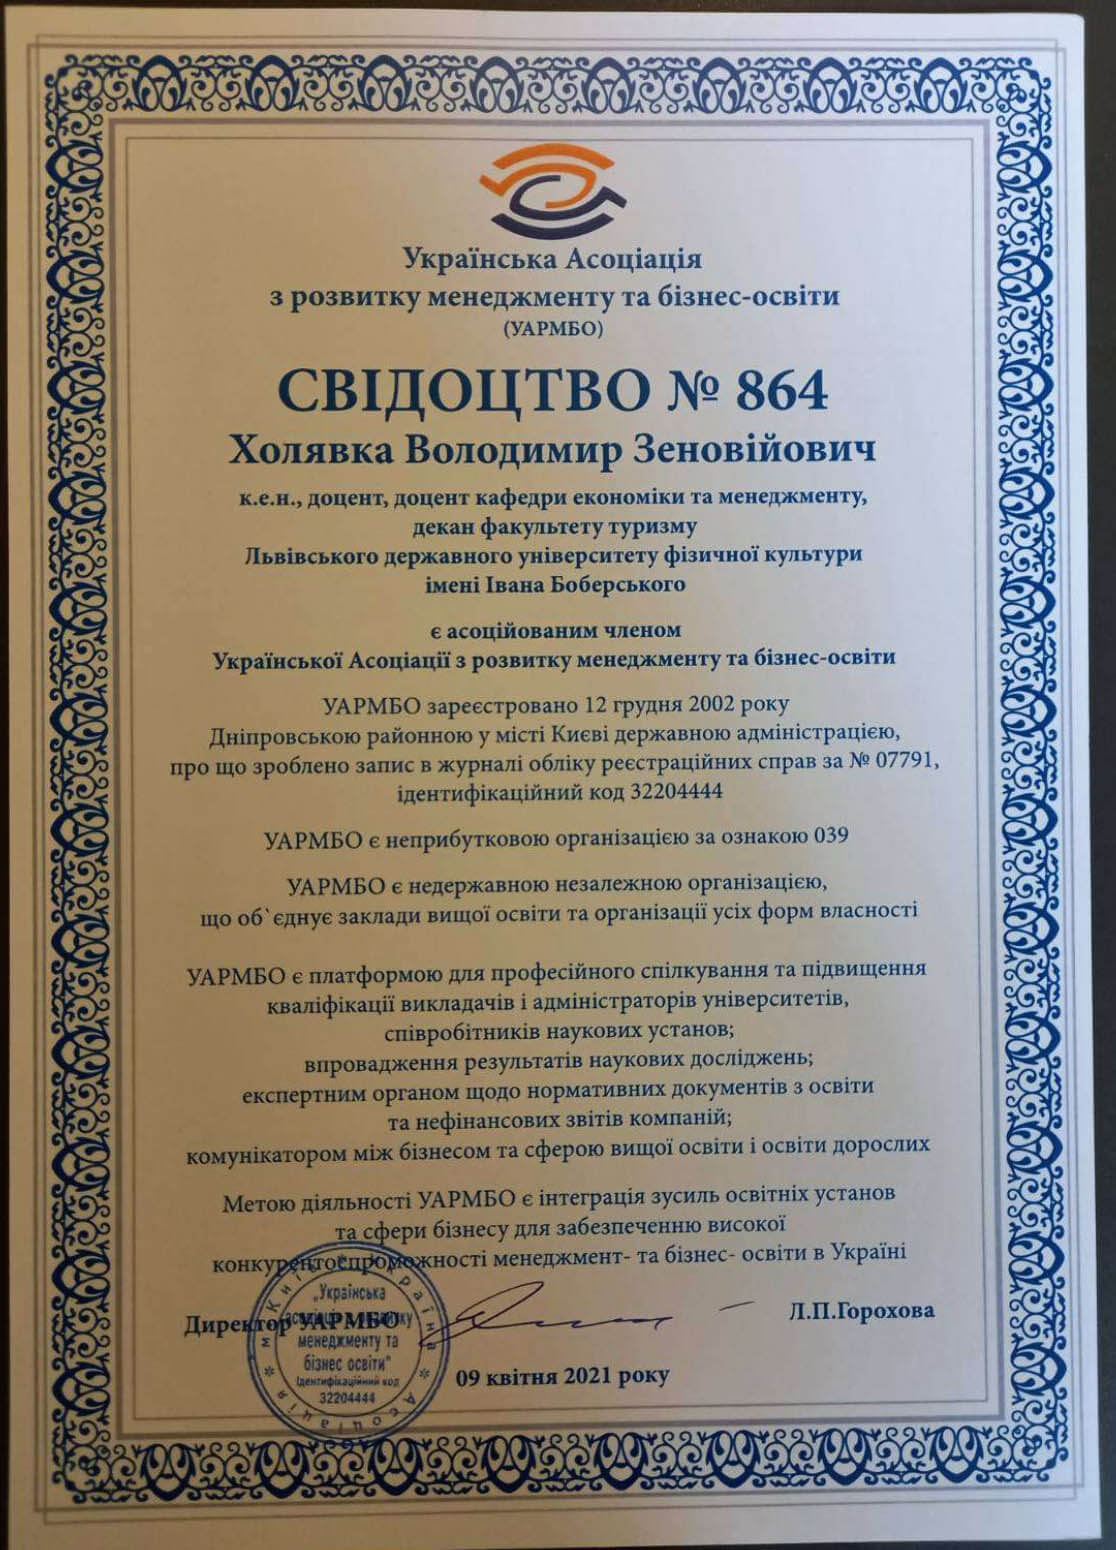 Українська Асоціація
з розвитку менеджменту та бізнес-освіти
(УАРМБО)
СВІДОЦТВО № 864
Холявка Володимир Зеновійович
к.е.н., доцент, доцент кафедри економіки та менеджменту,
декан факультету туризму
Львівського державного університету фізичної культури
імені Івана Боберського
є асоційованим членом
Української Асоціації з розвитку менеджменту та бізнес-освіти
УАРМБО зареєстровано 12 грудня 2002 року
Дніпровською районною у місті Києві державною адміністрацією,
про що зроблено запис в журналі обліку реєстраційних справ за № 07791,
ідентифікаційний код 32204444
УАРМБО є неприбутковою організацією за ознакою 039
УАРМБО є недержавною незалежною організацією,
що об`єднує заклади вищої освіти та організації усіх форм власності
УАРМБО є платформою для професійного спілкування та підвищення
кваліфікації викладачів і адміністраторів університетів,
співробітників наукових установ;
впровадження результатів наукових досліджень;
експертним органом щодо нормативних документів з освіти
та нефінансових звітів компаній;
комунікатором між бізнесом та сферою вищої освіти і освіти дорослих
Метою діяльності УАРМБО є інтеграція зусиль освітніх установ
та сфери бізнесу для забезпеченню високої
конкурентоспроможності менеджмент- та бізнес- освіти в Україні
Директор УАРМБО
Л.П.Горохова
09 квітня 2021 року
м Київ * Україна * Асоціація *
„Українська
асоціація з розвитку
менеджменту та
бізнес освіти"
Ідентифікаційний код
32204444